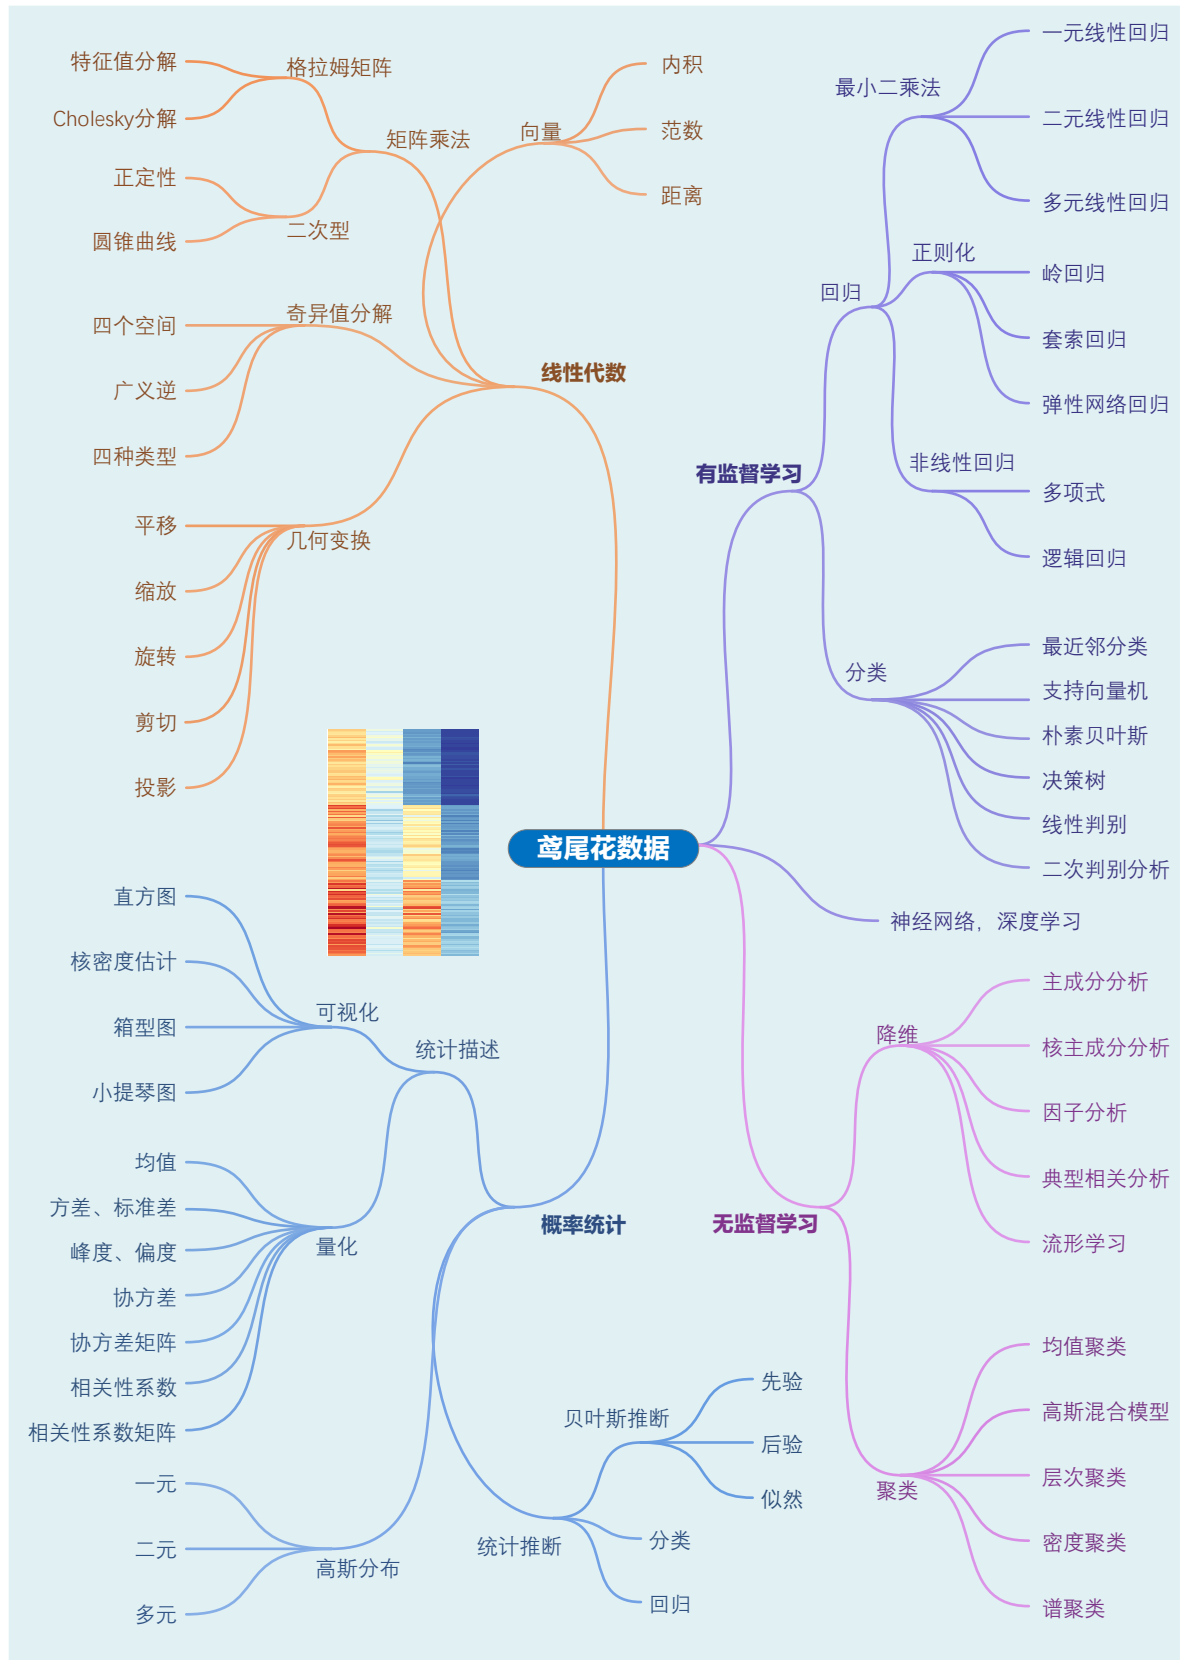 鸢尾花数据
线性代数
向量
内积
范数
距离
矩阵乘法
格拉姆矩阵
特征值分解
Cholesky分解
二次型
正定性
圆锥曲线
奇异值分解
四个空间
广义逆
四种类型
几何变换
平移
缩放
旋转
剪切
投影
概率统计
统计描述
可视化
直方图
核密度估计
箱型图
小提琴图
量化
均值
方差、标准差
峰度、偏度
协方差
协方差矩阵
相关性系数
相关性系数矩阵
高斯分布
一元
二元
多元
统计推断
贝叶斯推断
先验
后验
似然
分类
回归
有监督学习
回归
最小二乘法
一元线性回归
二元线性回归
多元线性回归
正则化
岭回归
套索回归
弹性网络回归
非线性回归
多项式
逻辑回归
分类
最近邻分类
支持向量机
朴素贝叶斯
决策树
线性判别
二次判别分析
神经网络，深度学习
无监督学习
降维
主成分分析
核主成分分析
因子分析
典型相关分析
流形学习
聚类
均值聚类
高斯混合模型
层次聚类
密度聚类
谱聚类